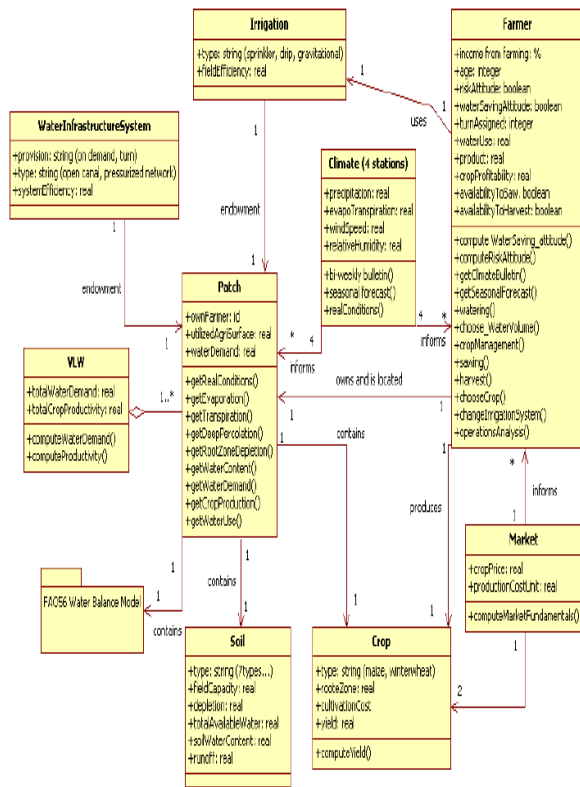 Irrigation
+type: string (sprinkler, drip, gravitational)
+fieldEfficiency: real
Farmer
+income from farming: %
+age: integer
+riskAttitude: boolean
+waterSavingAttitude: boolean
+turnAssigned: integer
+waterUse: real
+product: real
+cropProfitability: real
+availabilityToSaw: boolean
+availabilityToHarvest: boolean
+compute WaterSaving_attitude()
+computeRiskAttitude()
+getClimateBulletin()
+getSeasonalForecast()
+watering()
+choose_WaterVolume()
+cropManagement()
+sawing()
+harvest()
+chooseCrop()
+changeIrrigationSystem()
+operationsAnalysis()
1
1
uses
WaterInfrastructureSystem
+provision: string (on demand, turn)
+type: string (open canal, pressurized network)
+systemEfficiency: real
1
endowment
1
1
endowment
1
Climate (4 stations)
+precipitation: real
+evapoTranspiration: real
+windSpeed: real
+relativeHumidity: real
+bi-weekly bulletin()
+seasonal forecast()
+realConditions()
4
*
informs
*
4
informs
Patch
+ownFarmer: id
+utilizedAgriSurface: real
+waterDemand: real
+getRealConditions()
+getEvaporation()
+getTranspiration()
+getDeepPercolation()
+getRootZoneDepletion()
+getWaterContent()
+getWaterDemand()
+getCropProduction()
+getWaterUse()
VLW
+totalWaterDemand: real
+totalCropProductivity: real
+computeWaterDemand()
+computeProductivity()
1..*
owns and is located
1
1
1
contains
1
1
produces
1
*
informs
1
Market
+cropPrice: real
+productionCostUnit: real
+computeMarketFundamentals()
1
2
1
1
contains
FAO56 Water Balance Model
1
contains
1
Soil
+type: string (7types...)
+fieldCapacity: real
+depletion: real
+totalAvailableWater: real
+soilWaterContent: real
+runoff: real
Crop
+type: string (maize, winterwheat)
+rooteZone: real
+cultivationCost
+yield: real
+computeYield()